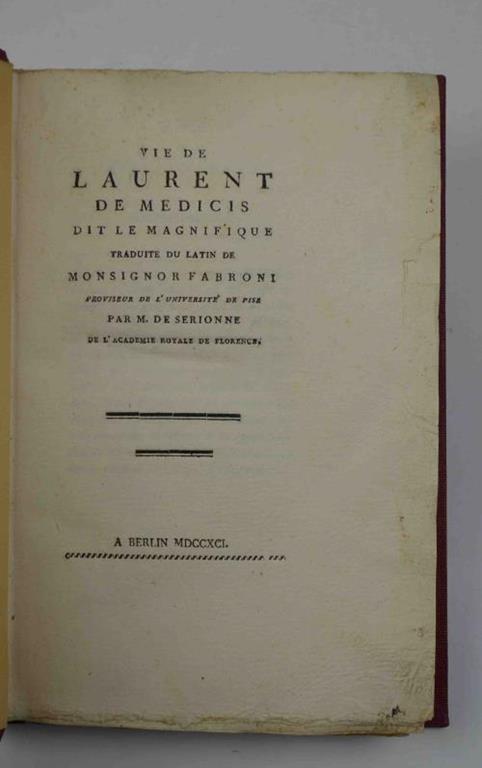 VIE DE
LAURENT
DE MEDICIS
DIT LE MAGNIFIQUE
TRADUITE DU LATIN DE
MONSIGNOR FABRONI
PROVISEUR DE L'UNIVERSITÉ DE PISE
PAR M. DE SERIONNE
DE L'ACADEMIE ROYALE DE FLORENCE.
A BERLIN MDCCXCI.